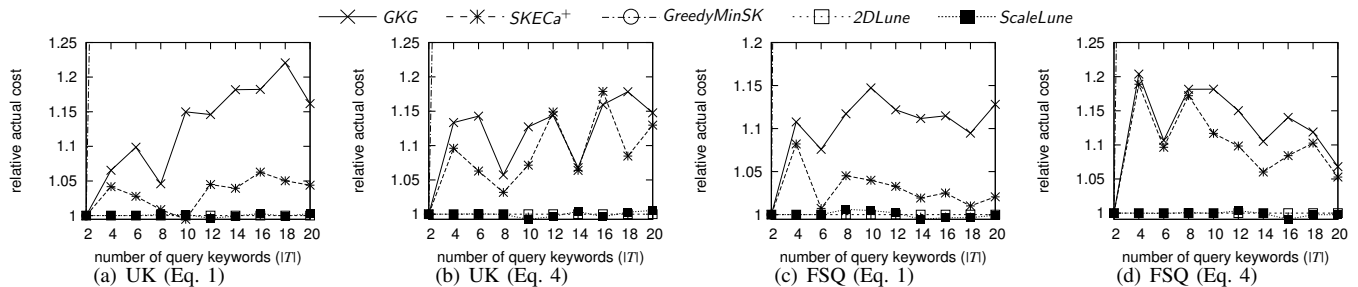 GKG SKECa+ GreedyMinSK 2DLune ScaleLune
relative actual cost
1.25
1.2
1.15
1.1
1.05
1
2 4 6 8 10 12 14 16 18 20
number of query keywords (|T|)
(a) UK (Eq. 1)
relative actual cost
1.25
1.2
1.15
1.1
1.05
1
2 4 6 8 10 12 14 16 18 20
number of query keywords (|T|)
(b) UK (Eq. 4)
relative actual cost
1.2
1.15
1.1
1.05
1
2 4 6 8 10 12 14 16 18 20
number of query keywords (|T|)
(c) FSQ (Eq. 1)
relative actual cost
1.25
1.2
1.15
1.1
1.05
1
2 4 6 8 10 12 14 16 18 20
number of query keywords (|T|)
(d) FSQ (Eq. 4)